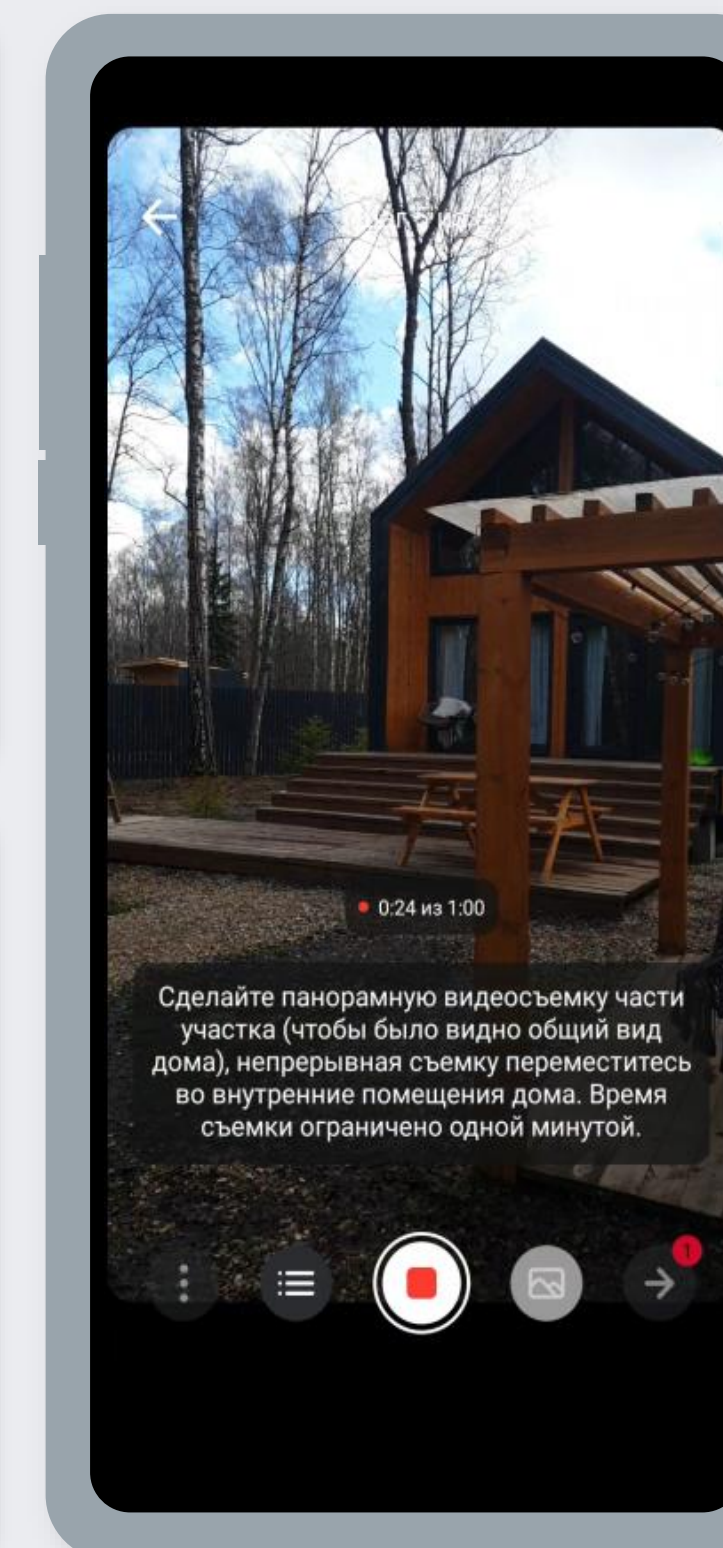 0:24 из 1:00
Сделайте панорамную видеосъемку части
участка (чтобы было видно общий вид
дома), непрерывная съемку переместитесь
во внутренние помещения дома. Время
съемки ограничено одной минутой.
1